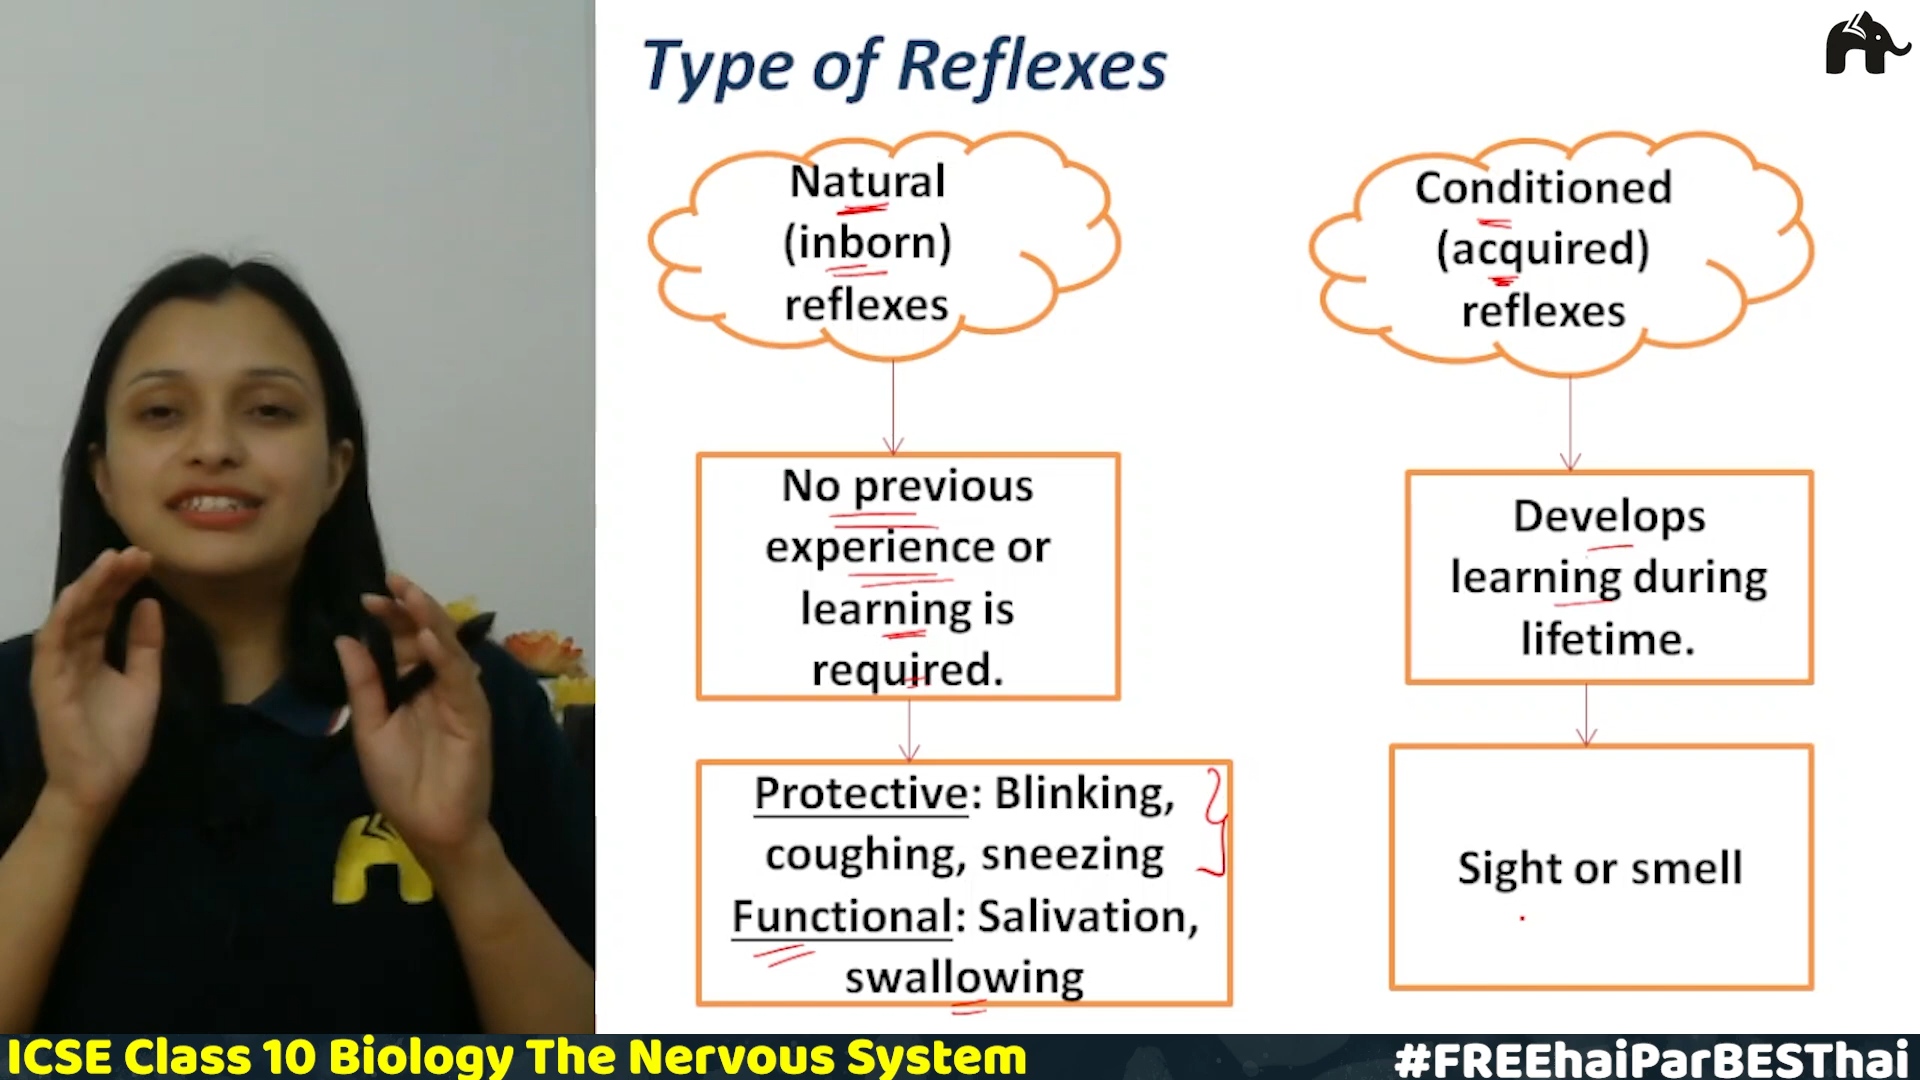 Type of Reflexes
Natural
(inborn)
reflexes
No previous
experience or
learning is
required.
Protective: Blinking,
coughing, sneezing
Functional: Salivation,
swallowing
Conditioned
(acquired)
reflexes
Develops
learning during
lifetime.
Sight or smell
ICSE Class 10 Biology The Nervous System
#FREEhaiParBESThai